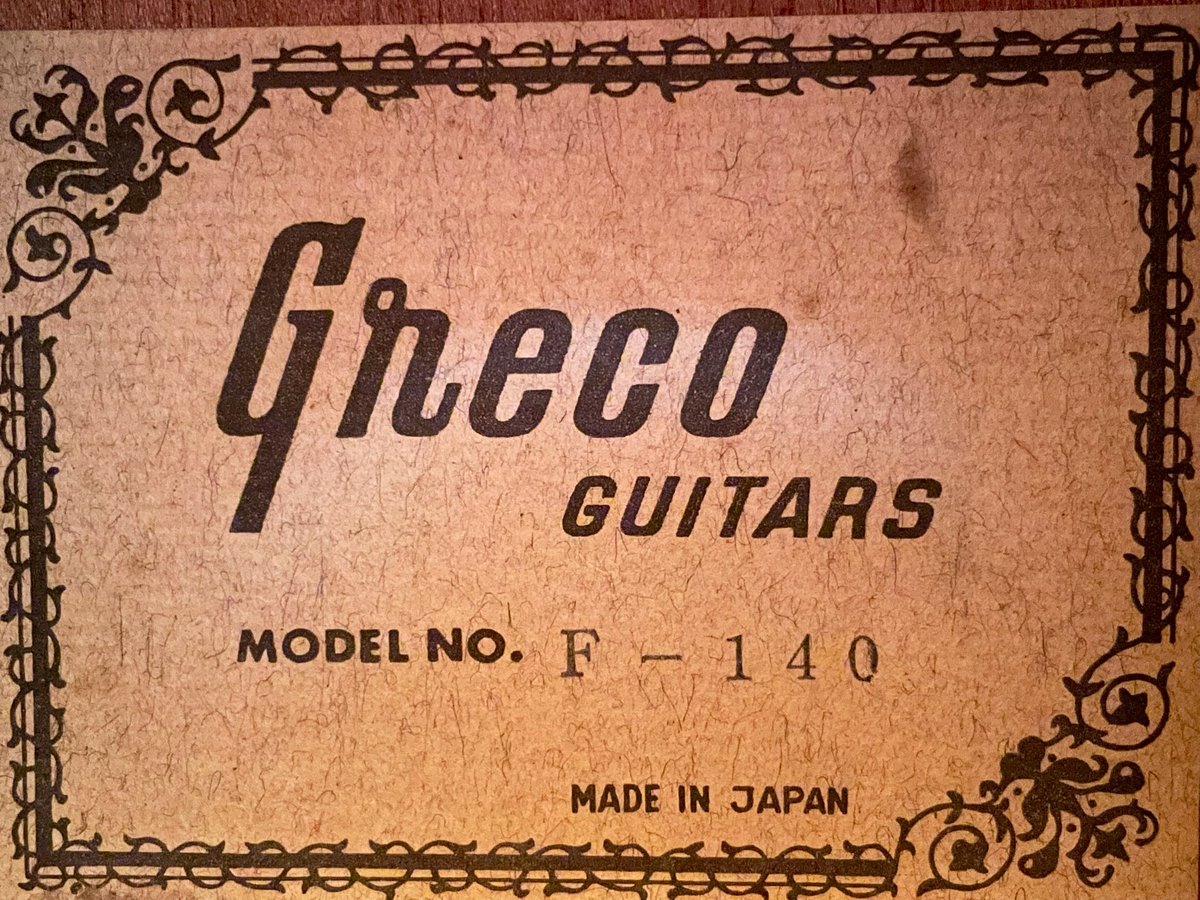 Greco
GUITARS
MODEL NO. F-140
MADE IN JAPAN